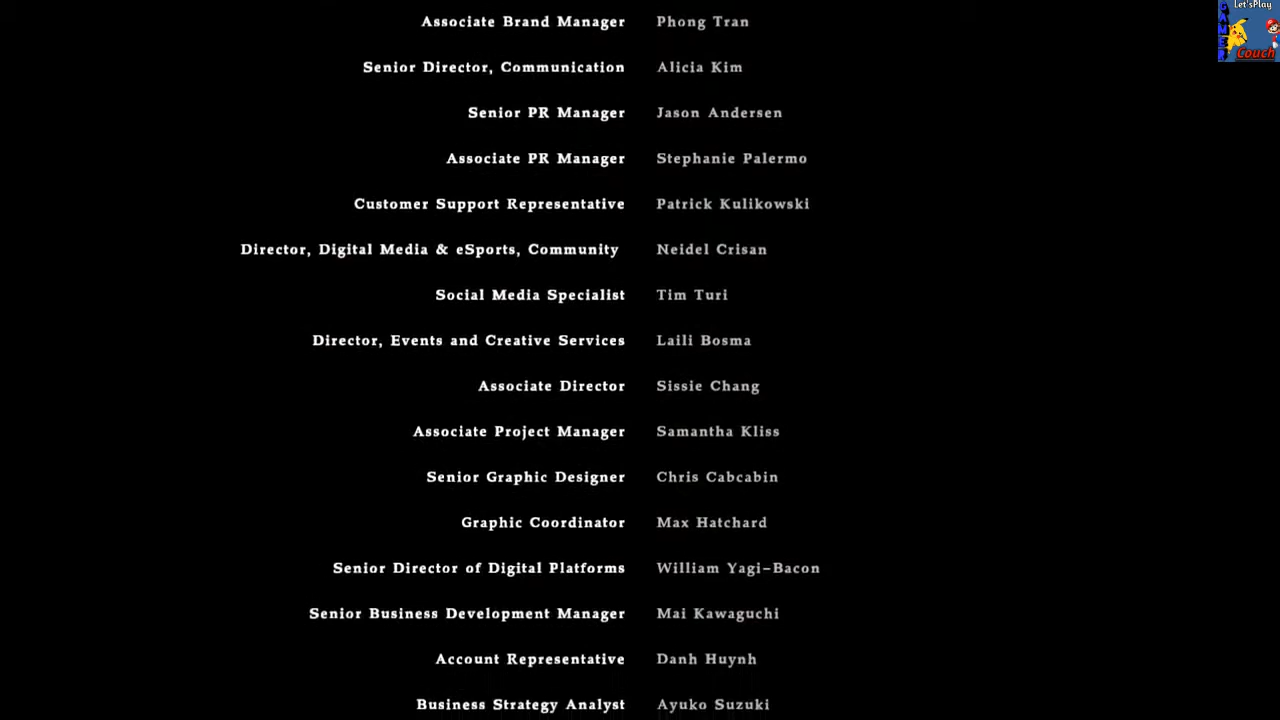 Associate Brand Manager Phong Tran
Senior Director, Communication Alicia Kim
Senior PR Manager Jason Andersen
Associate PR Manager Stephanie Palermo
Customer Support Representative Patrick Kulikowski
Director, Digital Media & eSports, Community Neidel Crisan
Social Media Specialist Tim Turi
Director, Events and Creative Services Laili Bosma
Associate Director Sissie Chang
Associate Project Manager Samantha Kliss
Senior Graphic Designer Chris Cabcabin
Graphic Coordinator Max Hatchard
Senior Director of Digital Platforms William Yagi-Bacon
Senior Business Development Manager Mai Kawaguchi
Account Representative Danh Huynh
Business Strategy Analyst Ayuko Suzuki
Let'sPlay
GAMER
Couch